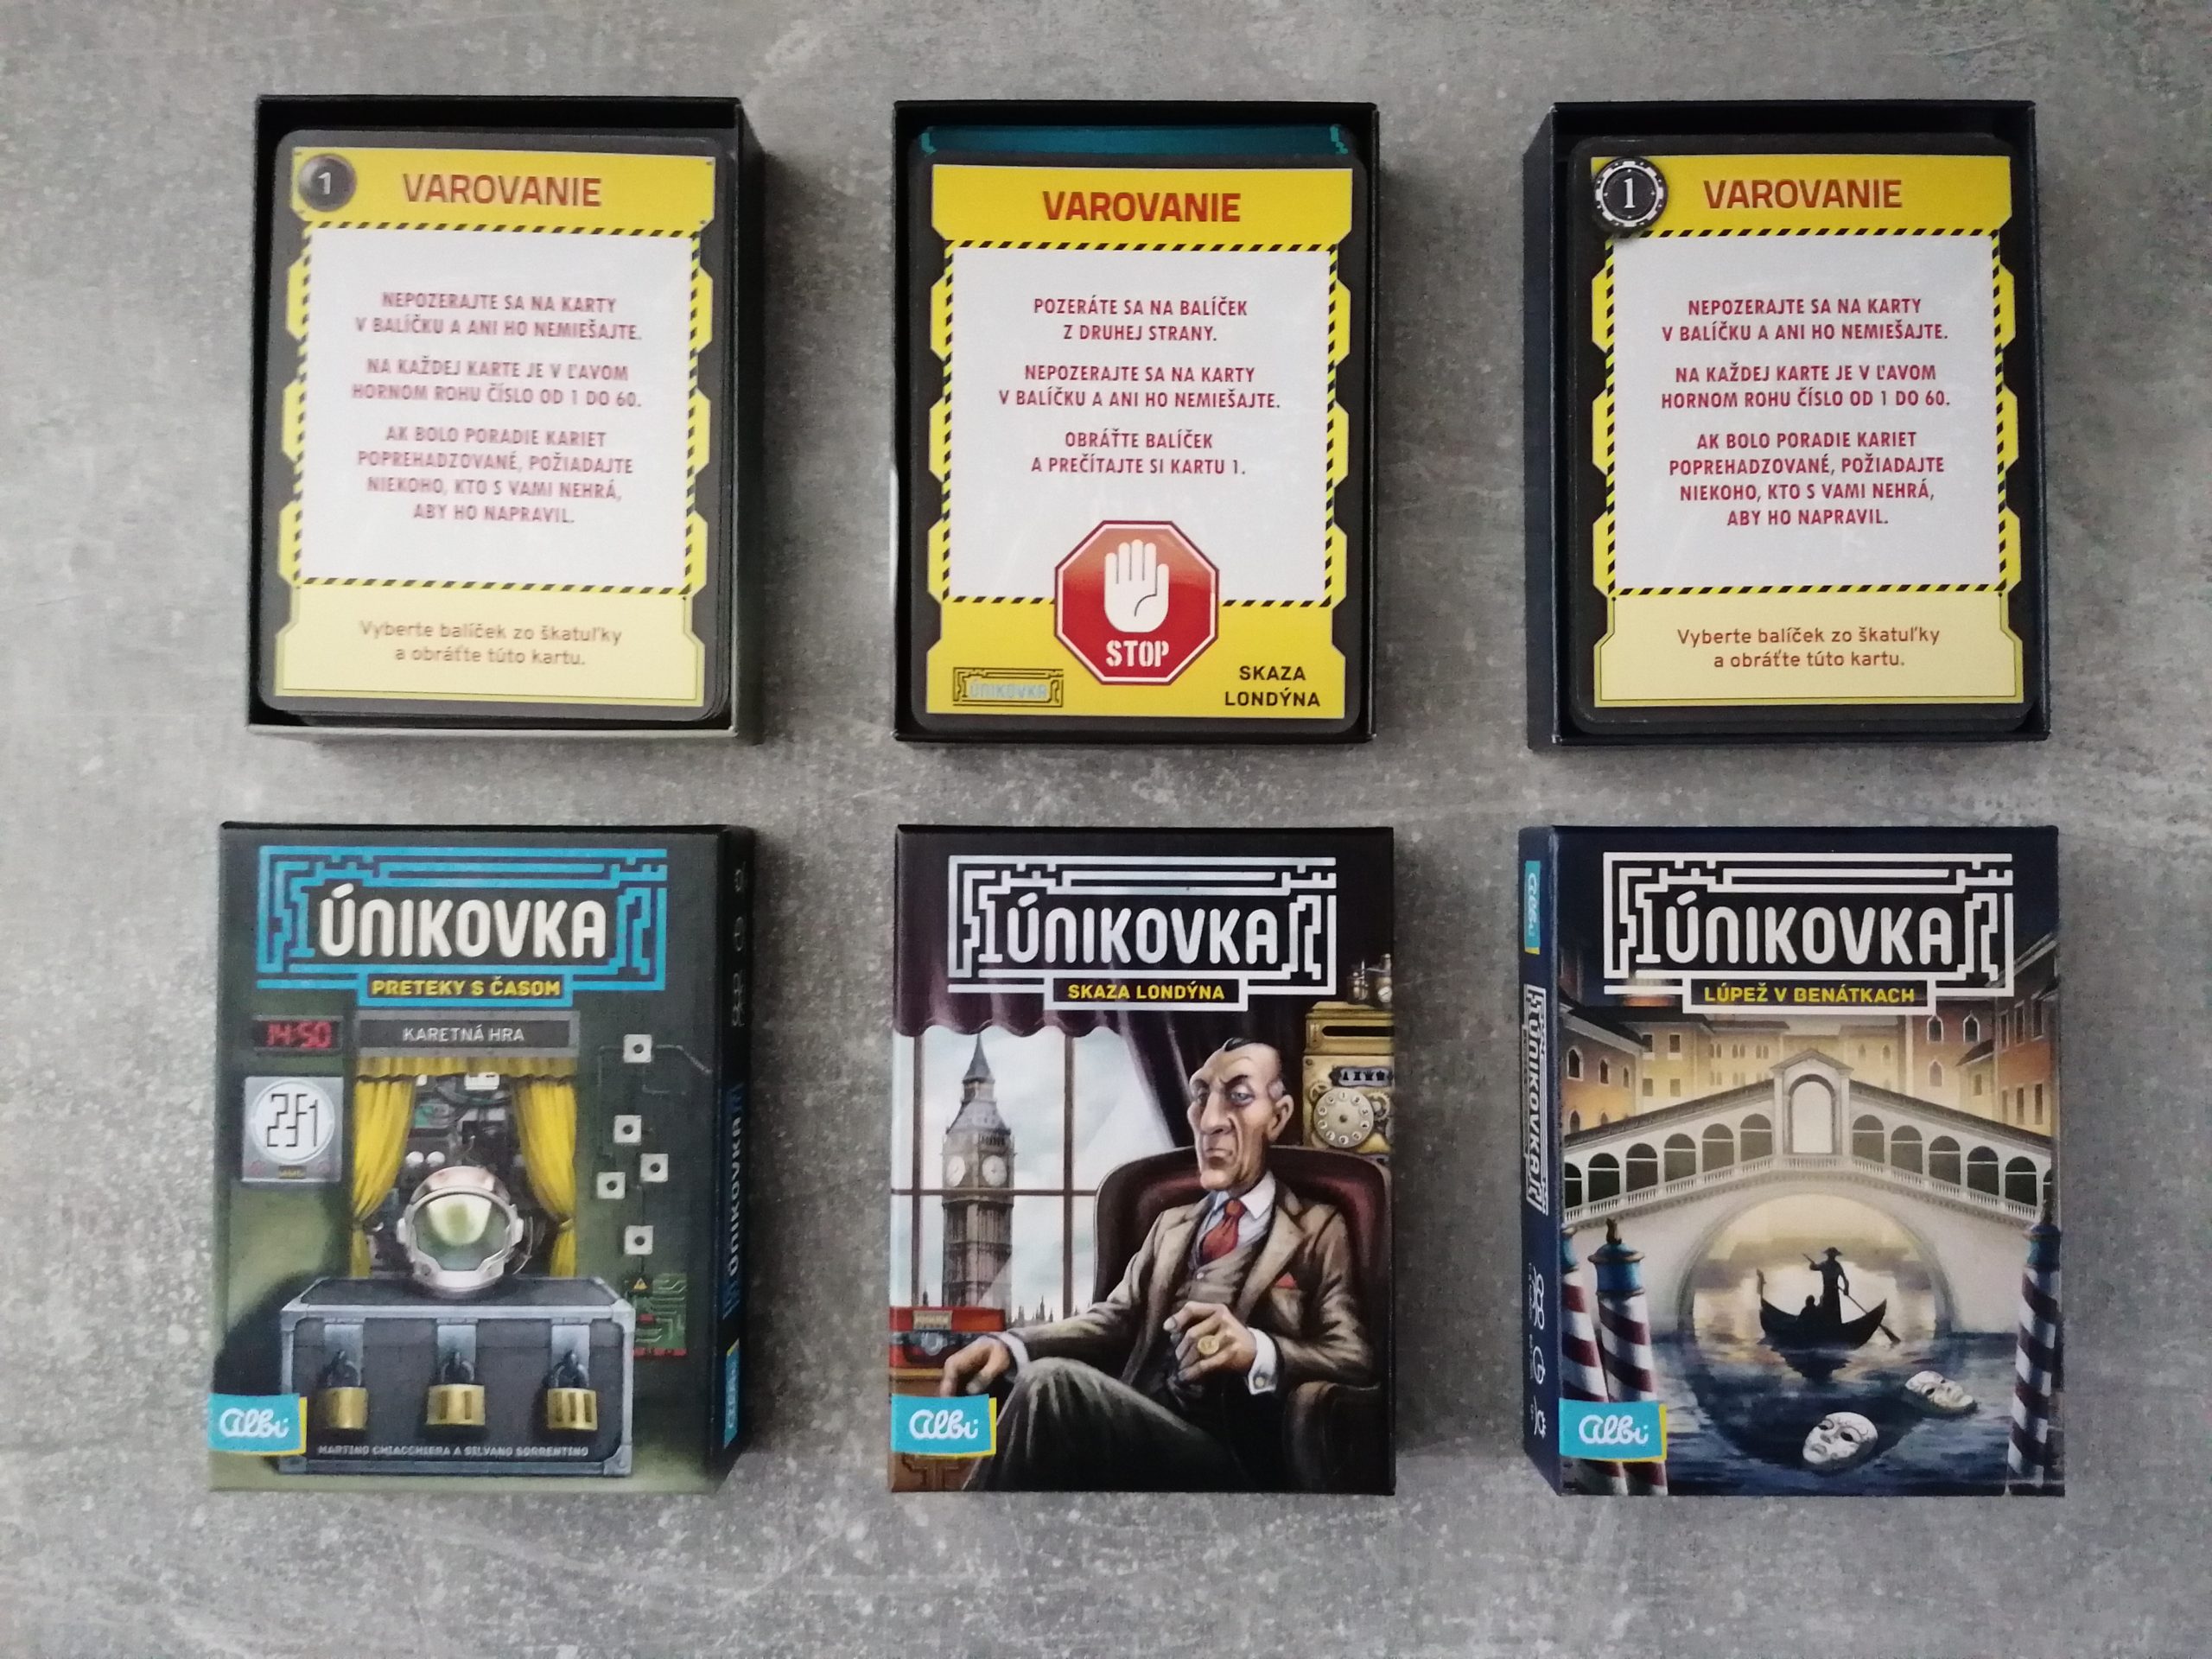 1
VAROVANIE
NEPOZERAJTE SA NA KARTY
V BALÍČKU A ANI HO NEMIEŠAJTE.
NA KAŽDEJ KARTE JE V ĽAVOM
HORNOM ROHU ČÍSLO OD 1 DO 60.
AK BOLO PORADIE KARIET
POPREHADZOVANÉ, POŽIADAJTE
NIEKOHO, KTO S VAMI NEHRÁ,
ABY HO NAPRAVIL.
Vyberte balíček zo škatuľky
a obráťte túto kartu.
VAROVANIE
POZERÁTE SA NA BALÍČEK
Z DRUHEJ STRANY.
NEPOZERAJTE SA NA KARTY
V BALÍČKU A ANI HO NEMIEŠAJTE.
OBRÁŤTE BALÍČEK
A PREČÍTAJTE SI KARTU 1.
STOP
ÚNIKOVKA
SKAZA
LONDÝNA
1
VAROVANIE
NEPOZERAJTE SA NA KARTY
V BALÍČKU A ANI HO NEMIEŠAJTE.
NA KAŽDEJ KARTE JE V ĽAVOM
HORNOM ROHU ČÍSLO OD 1 DO 60.
AK BOLO PORADIE KARIET
POPREHADZOVANÉ, POŽIADAJTE
NIEKOHO, KTO S VAMI NEHRÁ,
ABY HO NAPRAVIL.
Vyberte balíček zo škatuľky
a obráťte túto kartu.
ÚNIKOVKA
PRETEKY S ČASOM
14:50
KARETNÁ HRA
Albi
MARTINO CHIACCHIERA A SILVANO SORRENTINO
ÚNIKOVKA
Albi
ÚNIKOVKA
SKAZA LONDÝNA
Albi
ÚNIKOVKA
LÚPEŽ V BENÁTKACH
Albi
Albi
ÚNIKOVKA